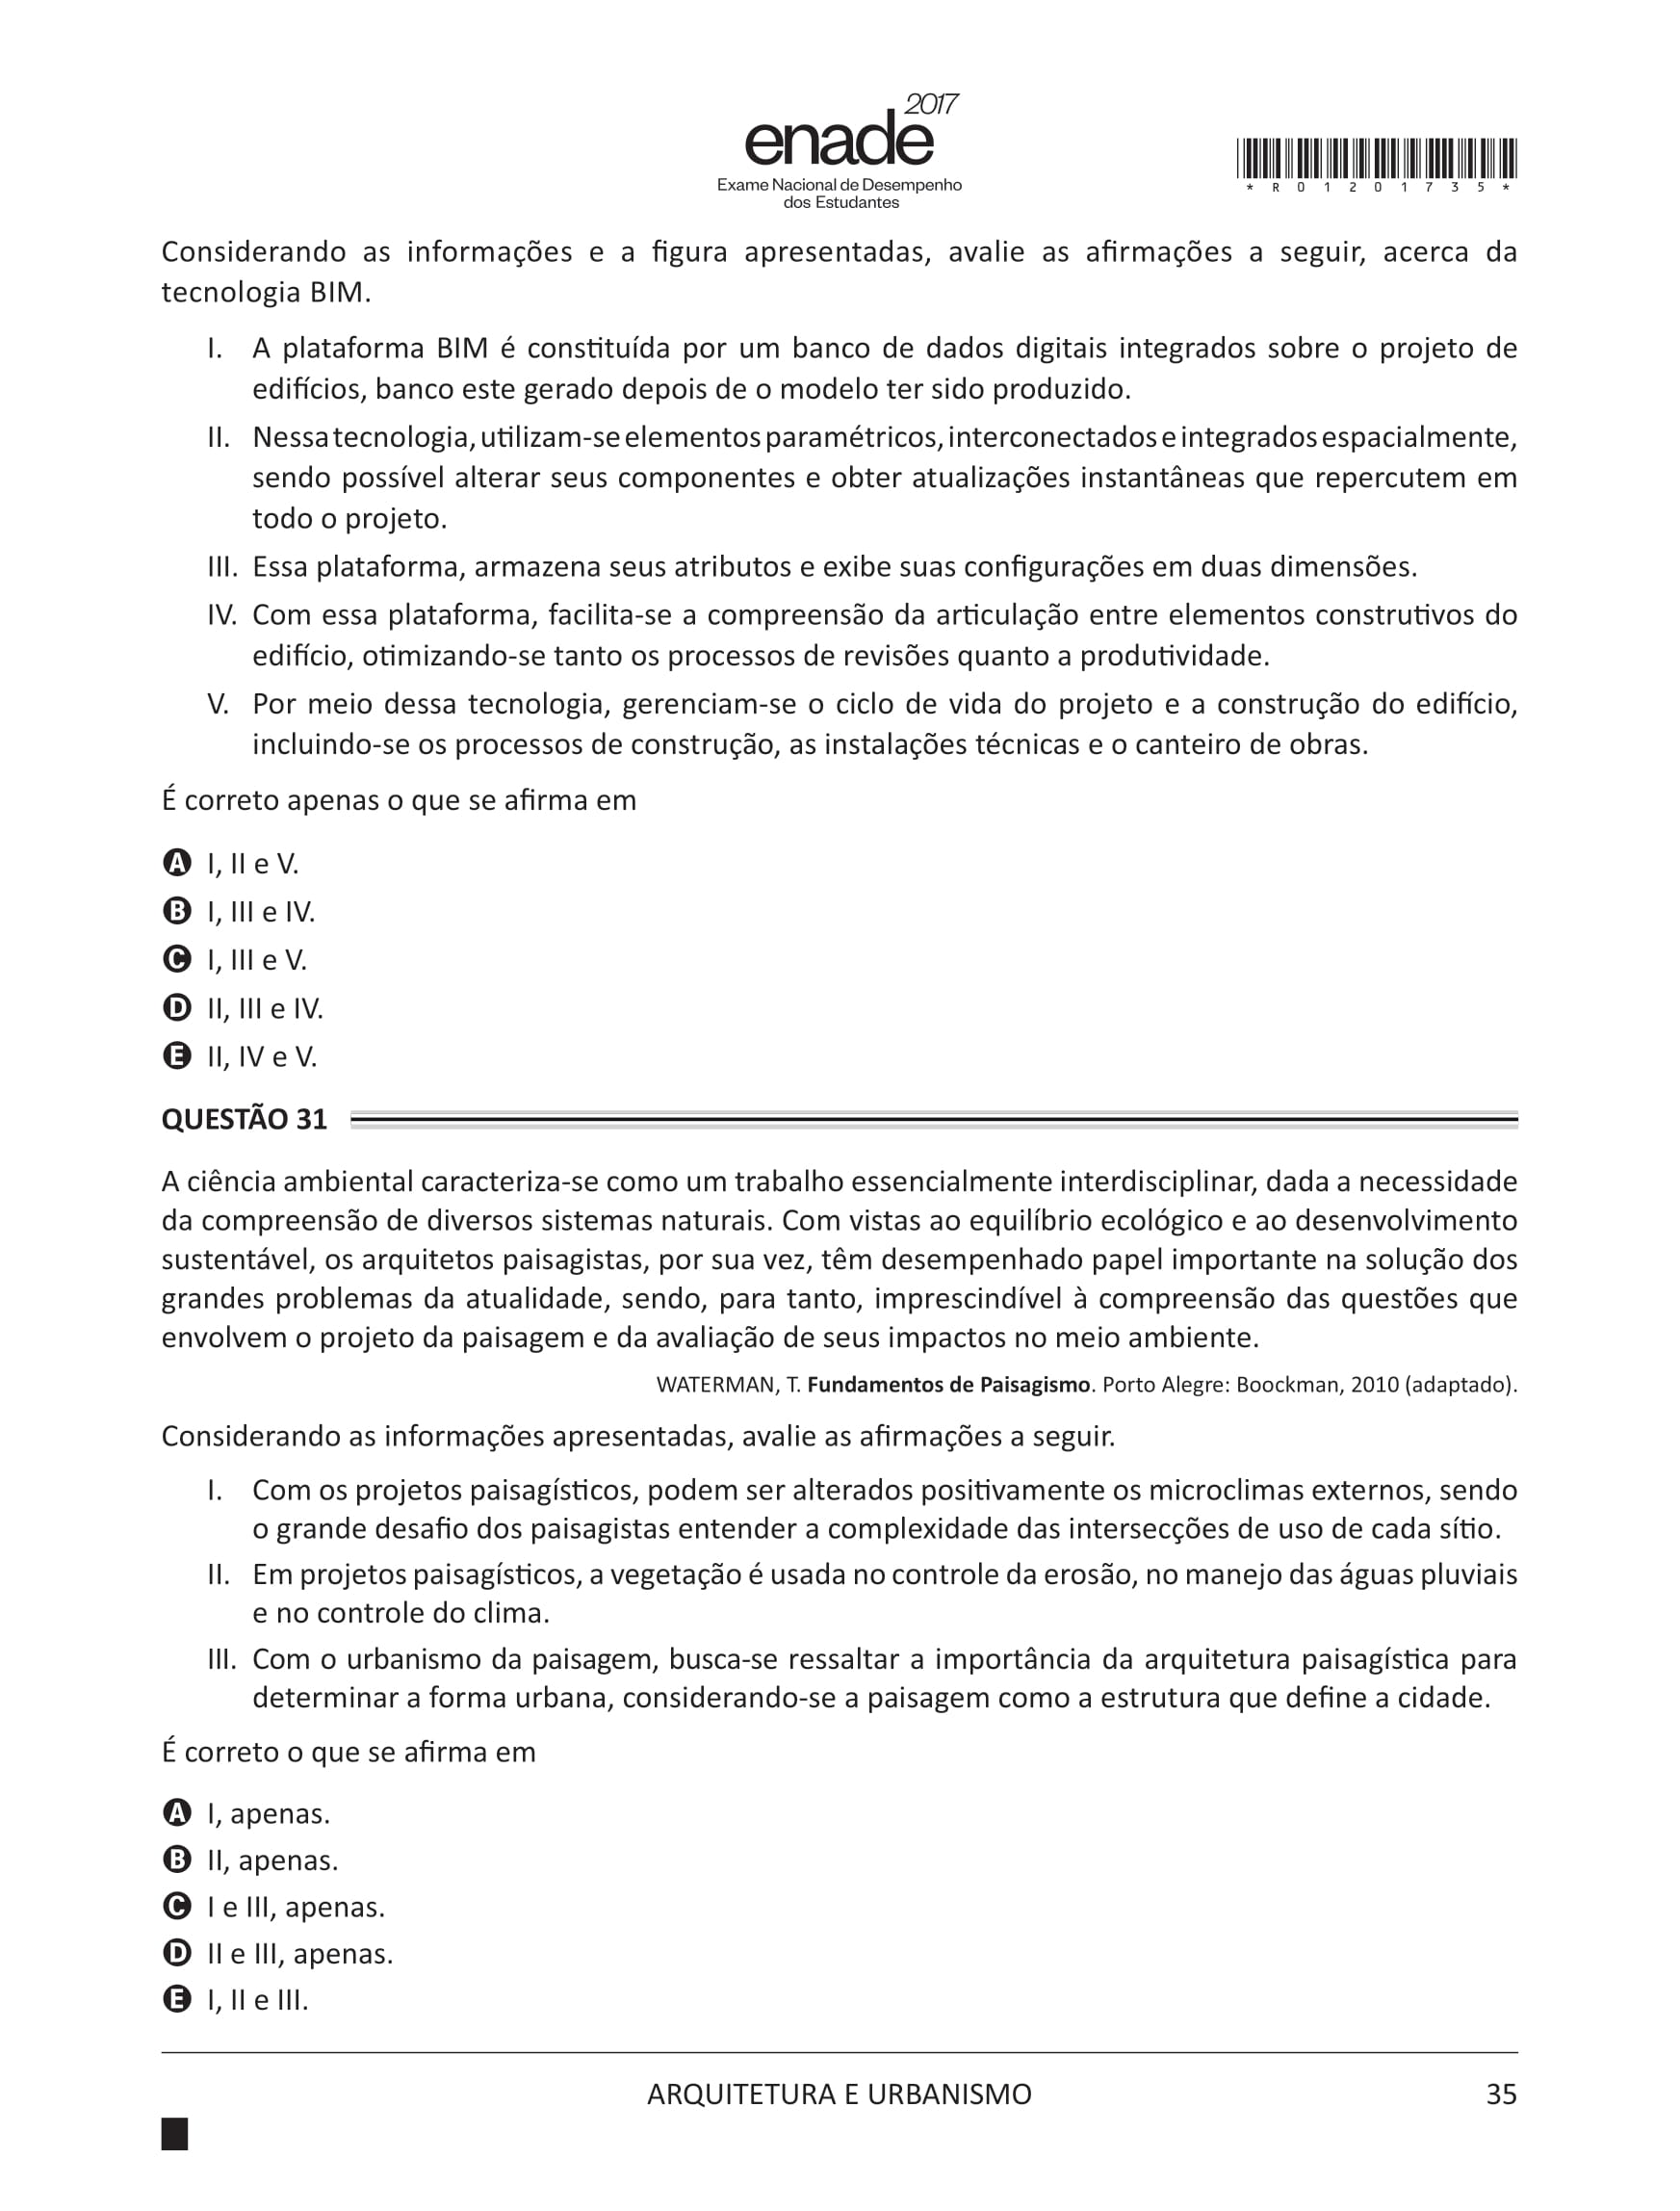 2017
enade
Exame Nacional de Desempenho
dos Estudantes
* R 0 1 2 0 1 7 3 5 *
Considerando as informações e a figura apresentadas, avalie as afirmações a seguir, acerca da
tecnologia BIM.
I. A plataforma BIM é constituída por um banco de dados digitais integrados sobre o projeto de
edifícios, banco este gerado depois de o modelo ter sido produzido.
II. Nessa tecnologia, utilizam-se elementos paramétricos, interconectados e integrados espacialmente,
sendo possível alterar seus componentes e obter atualizações instantâneas que repercutem em
todo o projeto.
III. Essa plataforma, armazena seus atributos e exibe suas configurações em duas dimensões.
IV. Com essa plataforma, facilita-se a compreensão da articulação entre elementos construtivos do
edifício, otimizando-se tanto os processos de revisões quanto a produtividade.
V. Por meio dessa tecnologia, gerenciam-se o ciclo de vida do projeto e a construção do edifício,
incluindo-se os processos de construção, as instalações técnicas e o canteiro de obras.
É correto apenas o que se afirma em
A I, II e V.
B I, III e IV.
C I, III e V.
D II, III e IV.
E II, IV e V.
QUESTÃO 31
A ciência ambiental caracteriza-se como um trabalho essencialmente interdisciplinar, dada a necessidade
da compreensão de diversos sistemas naturais. Com vistas ao equilíbrio ecológico e ao desenvolvimento
sustentável, os arquitetos paisagistas, por sua vez, têm desempenhado papel importante na solução dos
grandes problemas da atualidade, sendo, para tanto, imprescindível à compreensão das questões que
envolvem o projeto da paisagem e da avaliação de seus impactos no meio ambiente.
WATERMAN, T. Fundamentos de Paisagismo. Porto Alegre: Boockman, 2010 (adaptado).
Considerando as informações apresentadas, avalie as afirmações a seguir.
I. Com os projetos paisagísticos, podem ser alterados positivamente os microclimas externos, sendo
o grande desafio dos paisagistas entender a complexidade das intersecções de uso de cada sítio.
II. Em projetos paisagísticos, a vegetação é usada no controle da erosão, no manejo das águas pluviais
e no controle do clima.
III. Com o urbanismo da paisagem, busca-se ressaltar a importância da arquitetura paisagística para
determinar a forma urbana, considerando-se a paisagem como a estrutura que define a cidade.
É correto o que se afirma em
A I, apenas.
B II, apenas.
C I e III, apenas.
D II e III, apenas.
E I, II e III.
ARQUITETURA E URBANISMO
35